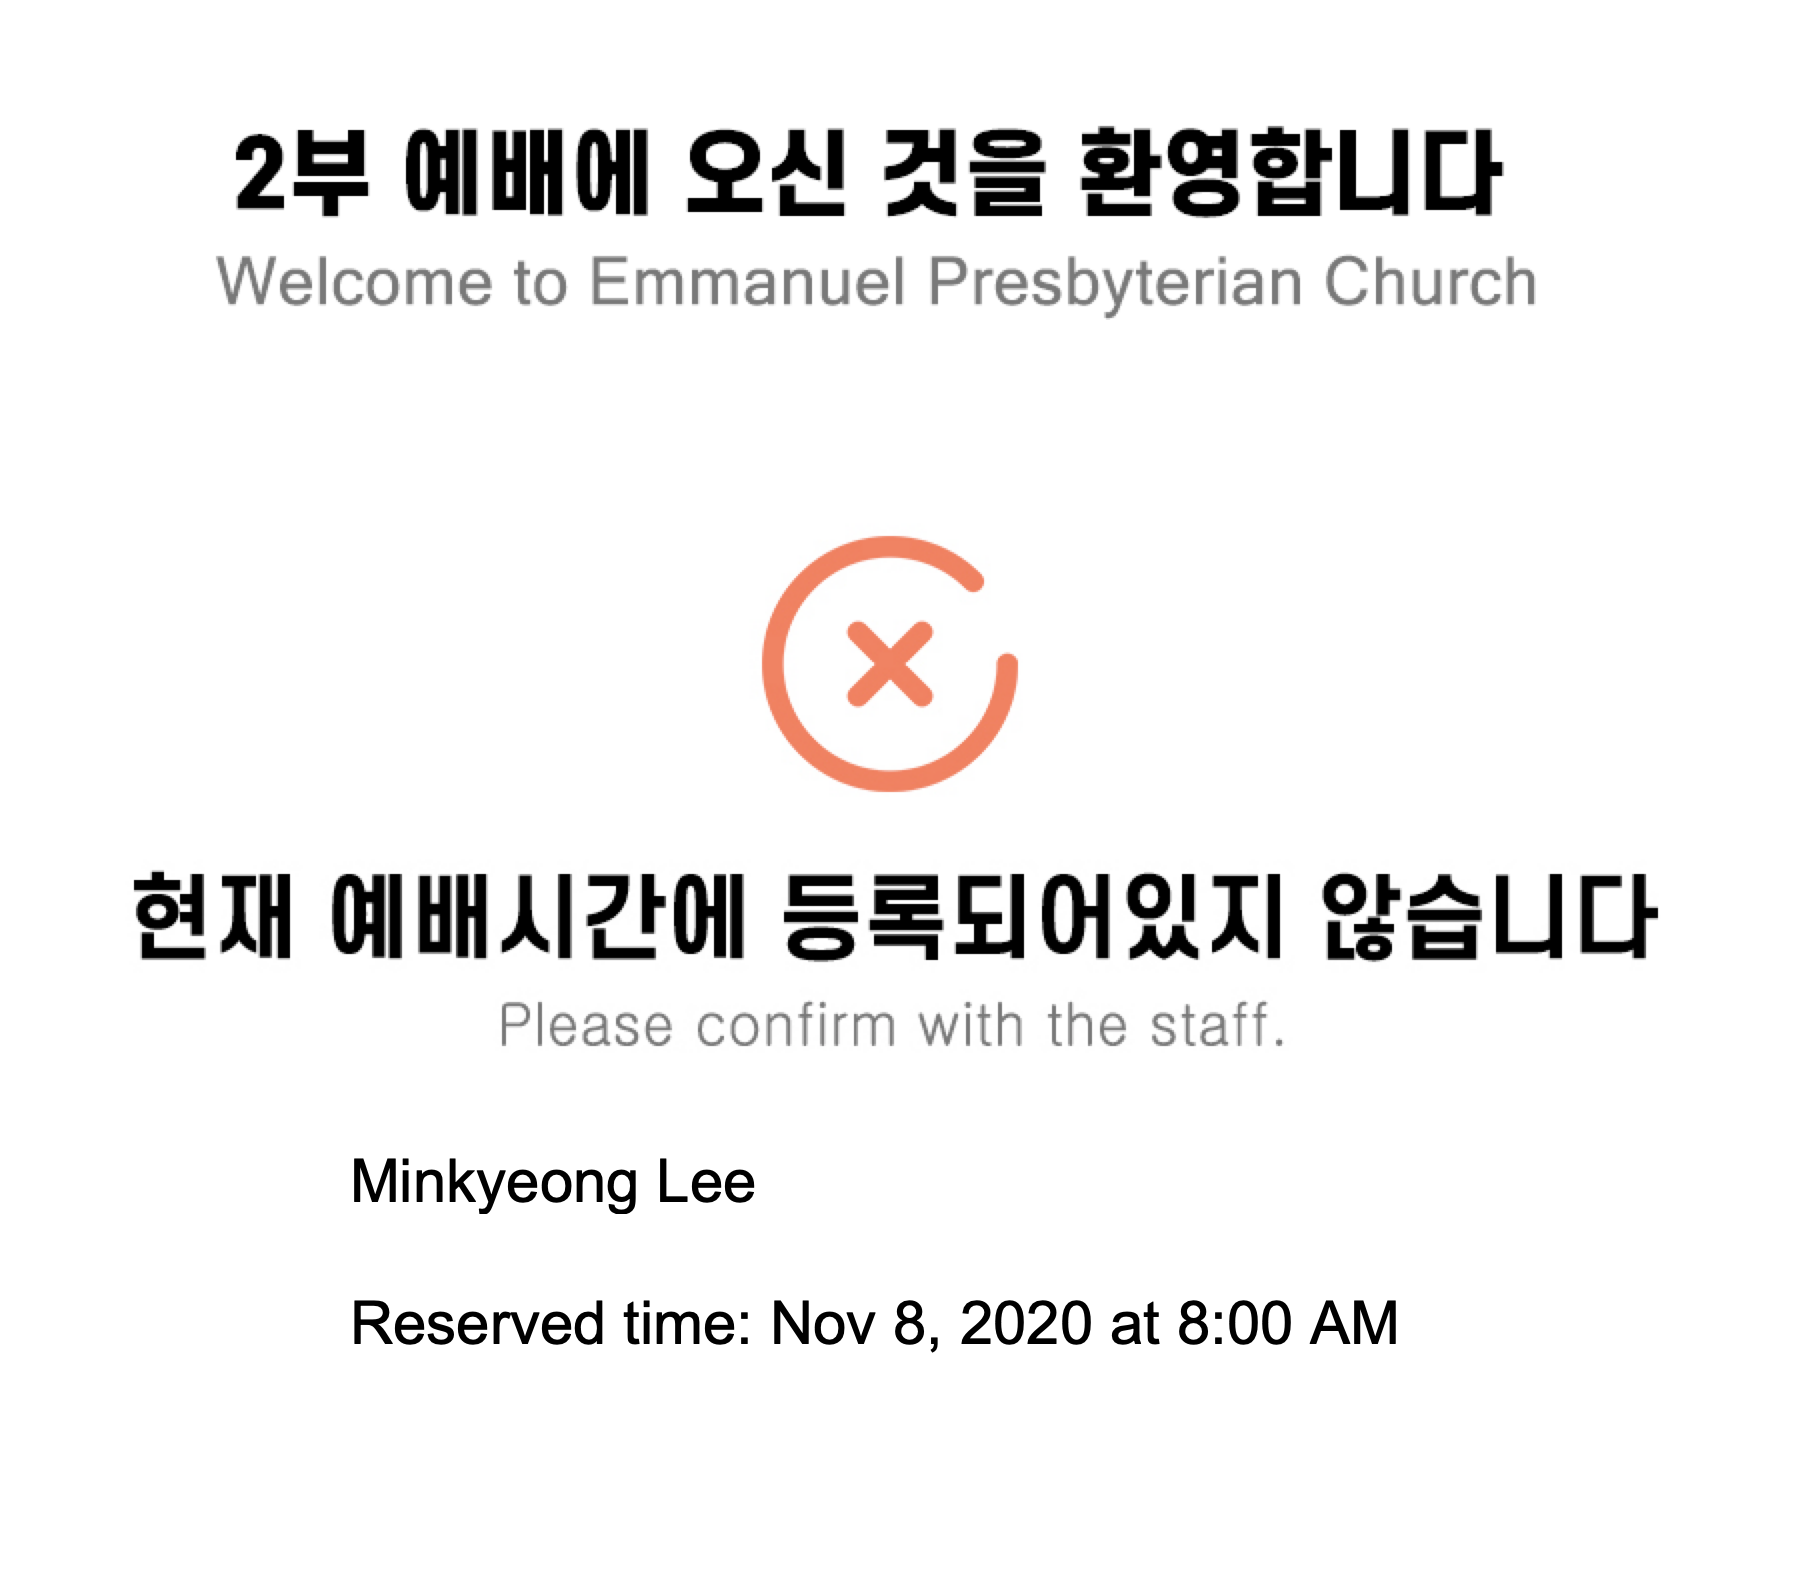 2부 예배에 오신 것을 환영합니다
Welcome to Emmanuel Presbyterian Church
현재 예배시간에 등록되어있지 않습니다
Please confirm with the staff.
Minkyeong Lee
Reserved time: Nov 8, 2020 at 8:00 AM